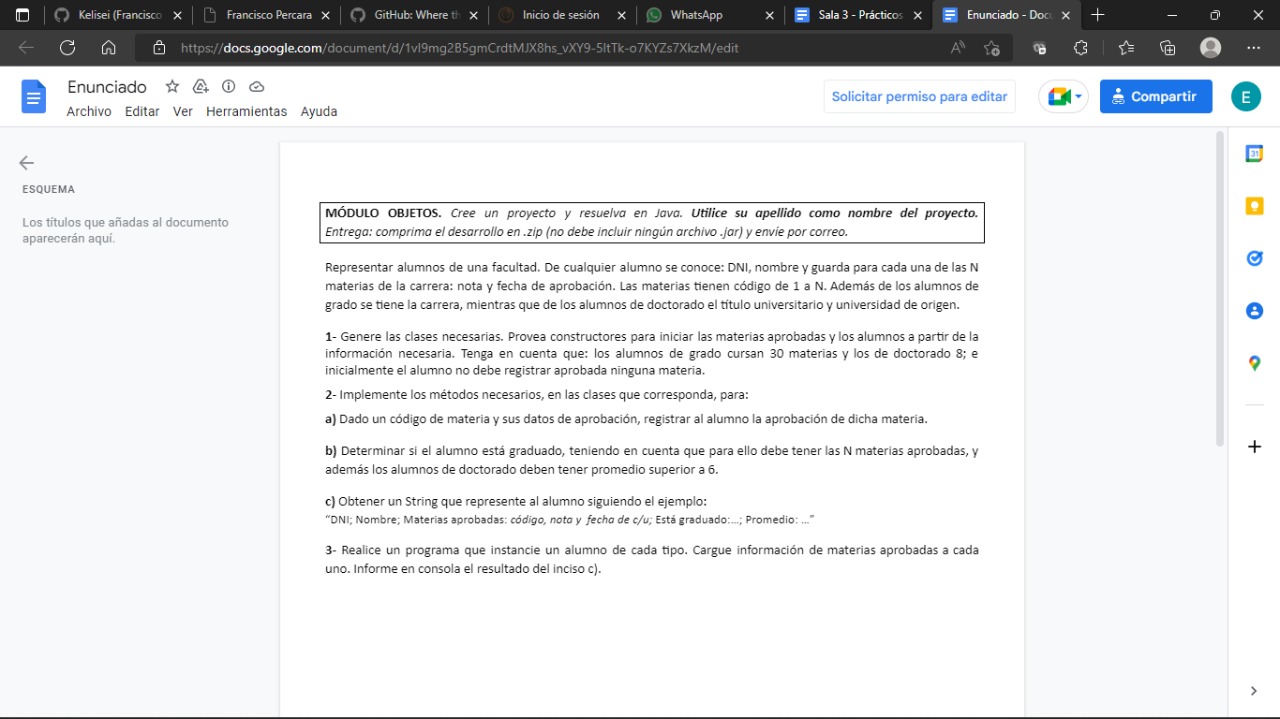 Kelisei (Francisco
Francisco Percara
GitHub: Where th
Inicio de sesión
WhatsApp
Sala 3 - Prácticos
Enunciado - Docu
https://docs.google.com/document/d/1vI9mg2B5gmCrdtMJX8hs_vXY9-5ltTk-o7KYZs7XkzM/edit
Enunciado
Archivo Editar Ver Herramientas Ayuda
Solicitar permiso para editar
Compartir
E
ESQUEMA
Los títulos que añadas al documento
aparecerán aquí.
MÓDULO OBJETOS. Cree un proyecto y resuelva en Java. Utilice su apellido como nombre del proyecto.
Entrega: comprima el desarrollo en .zip (no debe incluir ningún archivo .jar) y envíe por correo.
Representar alumnos de una facultad. De cualquier alumno se conoce: DNI, nombre y guarda para cada una de las N
materias de la carrera: nota y fecha de aprobación. Las materias tienen código de 1 a N. Además de los alumnos de
grado se tiene la carrera, mientras que de los alumnos de doctorado el título universitario y universidad de origen.
1- Genere las clases necesarias. Provea constructores para iniciar las materias aprobadas y los alumnos a partir de la
información necesaria. Tenga en cuenta que: los alumnos de grado cursan 30 materias y los de doctorado 8; e
inicialmente el alumno no debe registrar aprobada ninguna materia.
2- Implemente los métodos necesarios, en las clases que corresponda, para:
a) Dado un código de materia y sus datos de aprobación, registrar al alumno la aprobación de dicha materia.
b) Determinar si el alumno está graduado, teniendo en cuenta que para ello debe tener las N materias aprobadas, y
además los alumnos de doctorado deben tener promedio superior a 6.
c) Obtener un String que represente al alumno siguiendo el ejemplo:
“DNI; Nombre; Materias aprobadas: código, nota y fecha de c/u; Está graduado:...; Promedio: ...”
3- Realice un programa que instancie un alumno de cada tipo. Cargue información de materias aprobadas a cada
uno. Informe en consola el resultado del inciso c).
31